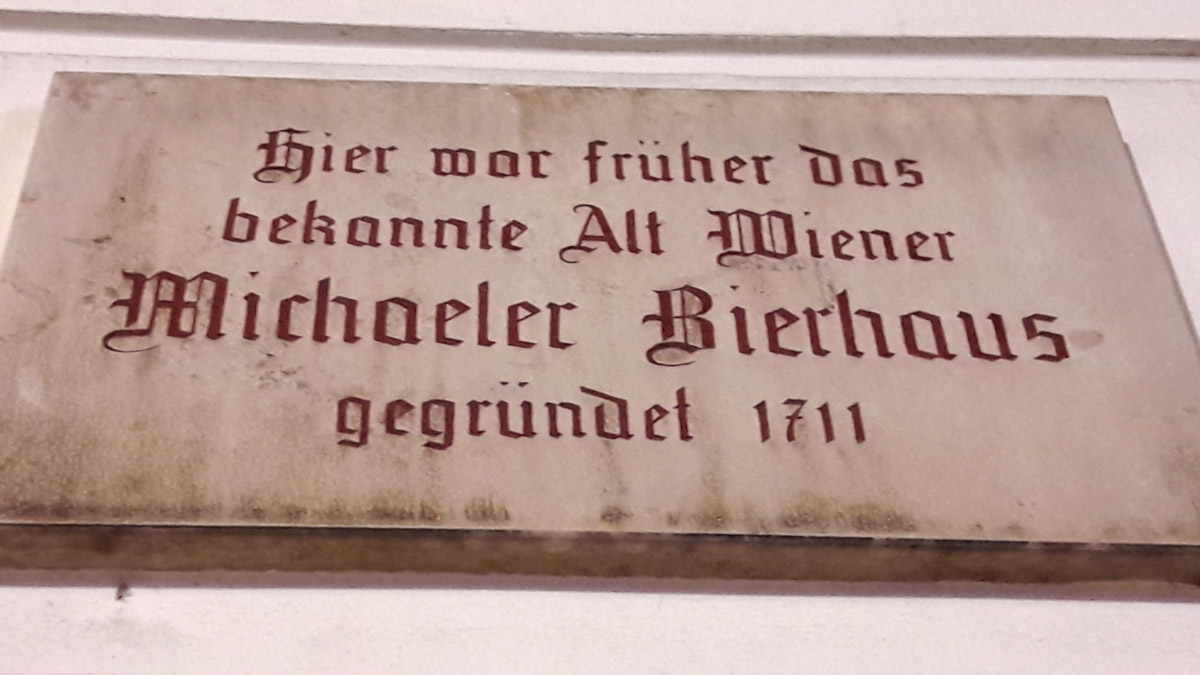 Hier war früher das
bekannte Alt Wiener
Michaeler Bierhaus
gegründet 1711